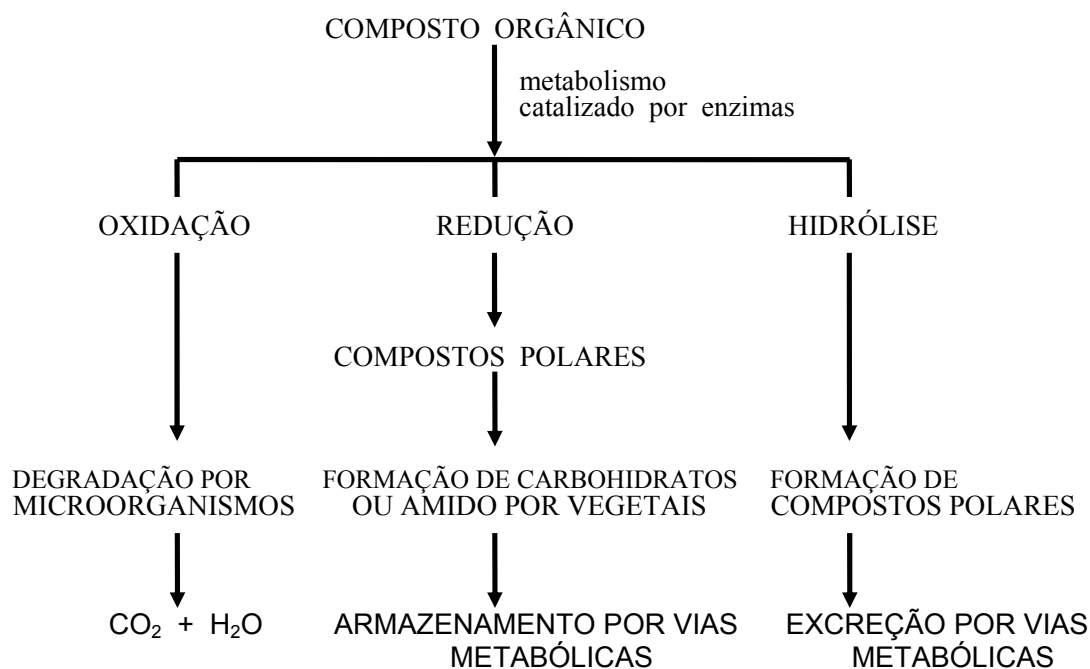 COMPOSTO ORGÂNICO
metabolismo
catalizado por enzimas
OXIDAÇÃO
REDUÇÃO
HIDRÓLISE
COMPOSTOS POLARES
DEGRADAÇÃO POR
MICROORGANISMOS
FORMAÇÃO DE CARBOHIDRATOS
OU AMIDO POR VEGETAIS
FORMAÇÃO DE
COMPOSTOS POLARES
CO₂ + H₂O
ARMAZENAMENTO POR VIAS
METABÓLICAS
EXCREÇÃO POR VIAS
METABÓLICAS